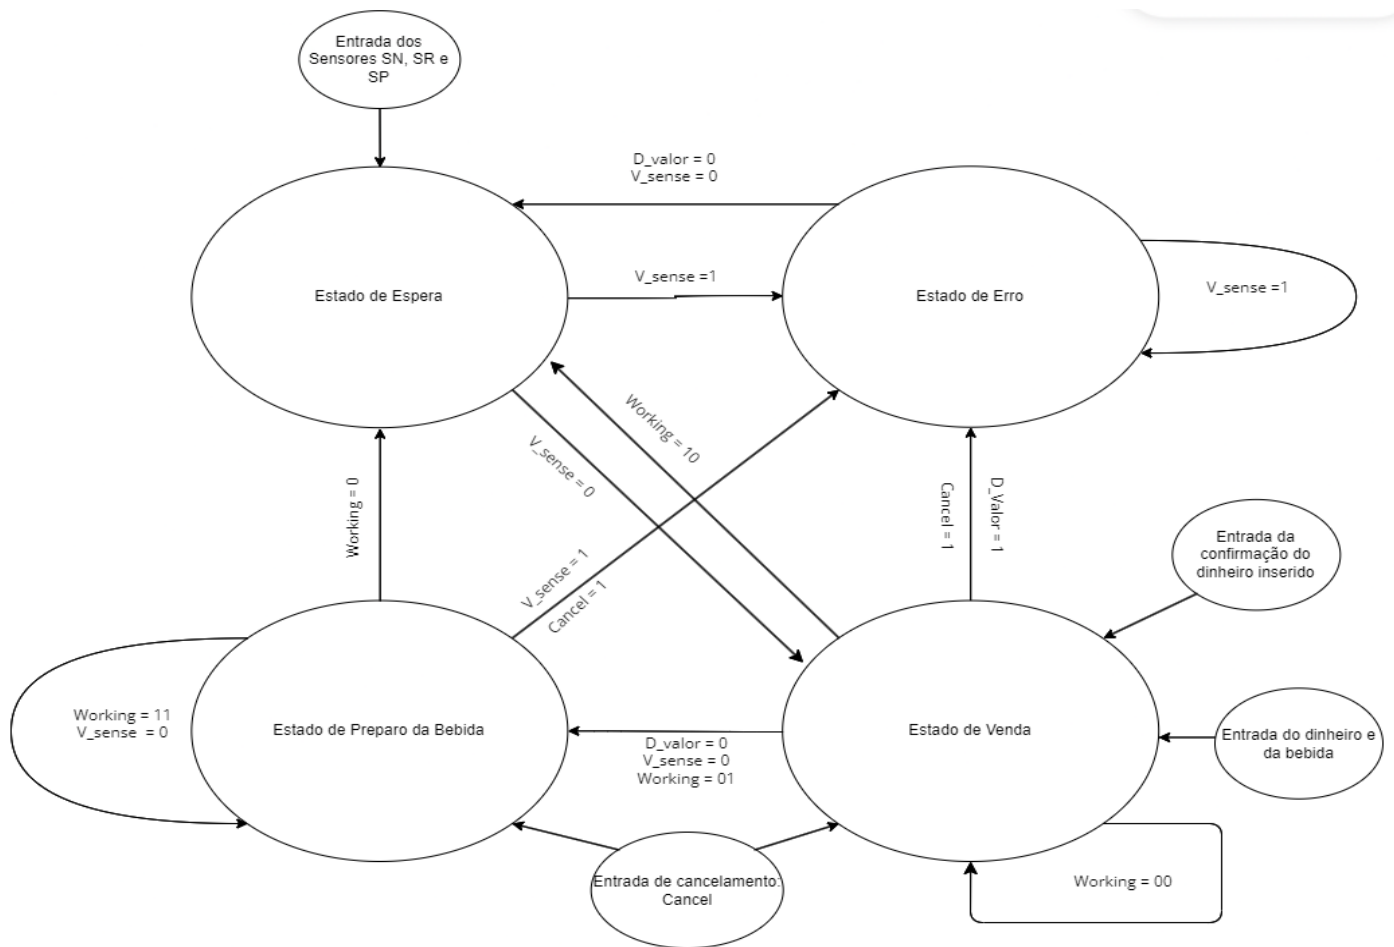 Entrada dos
Sensores SN, SR e
SP
D_valor = 0
V_sense = 0
Estado de Espera
V_sense =1
Estado de Erro
V_sense =1
Working = 10
V_sense = 0
Working = 0
V_sense = 1
Cancel = 1
Cancel = 1
D_Valor = 1
Entrada da
confirmação do
dinheiro inserido
Working = 11
V_sense = 0
Estado de Preparo da Bebida
D_valor = 0
V_sense = 0
Working = 01
Estado de Venda
Entrada do dinheiro e
da bebida
Entrada de cancelamento:
Cancel
Working = 00